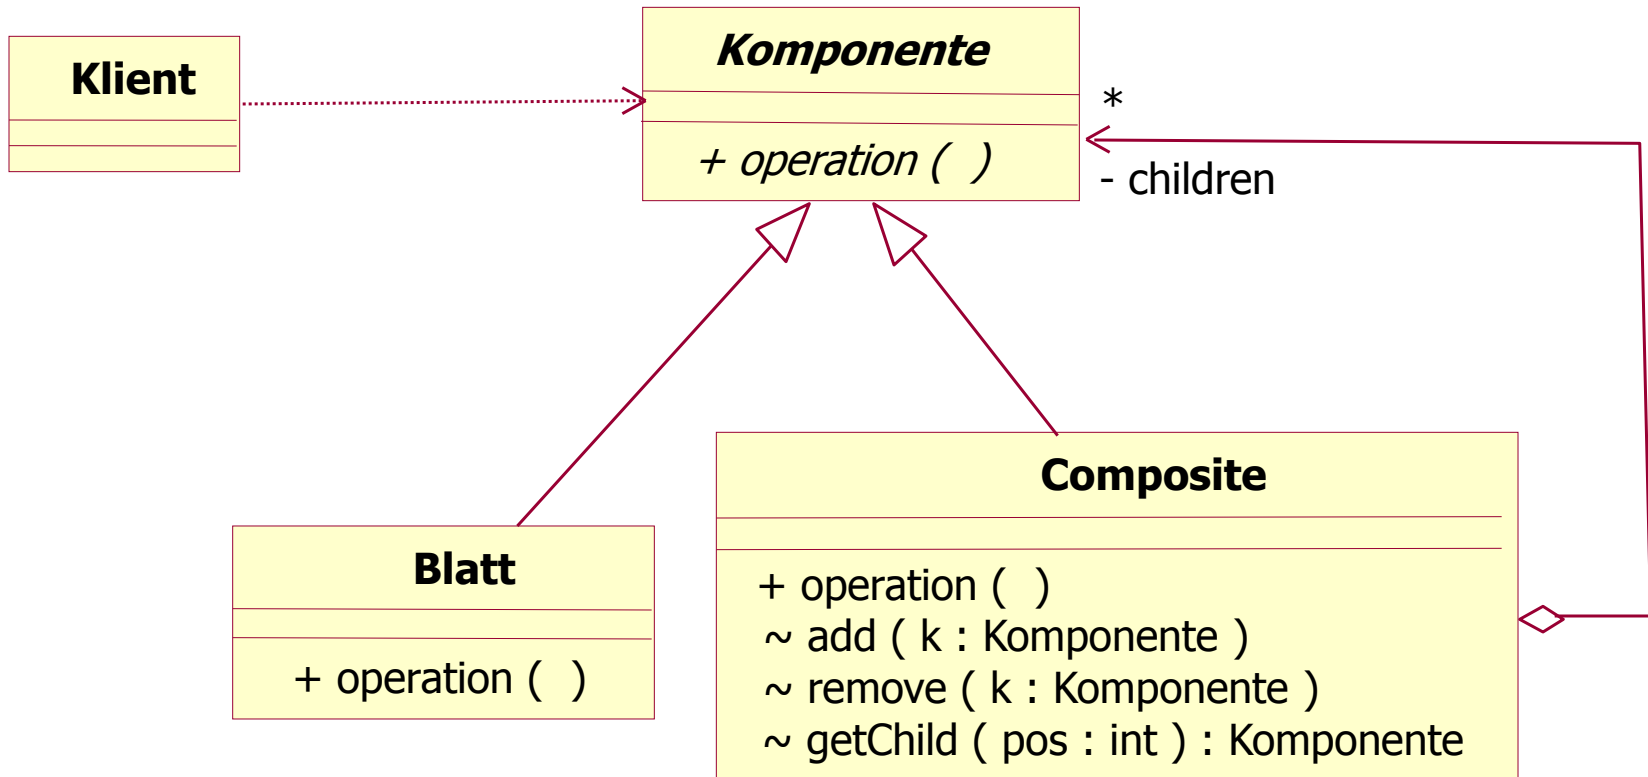 Klient
Komponente
+ operation ( )
*
- children
Blatt
+ operation ( )
Composite
+ operation ( )
~ add ( k : Komponente )
~ remove ( k : Komponente )
~ getChild ( pos : int ) : Komponente